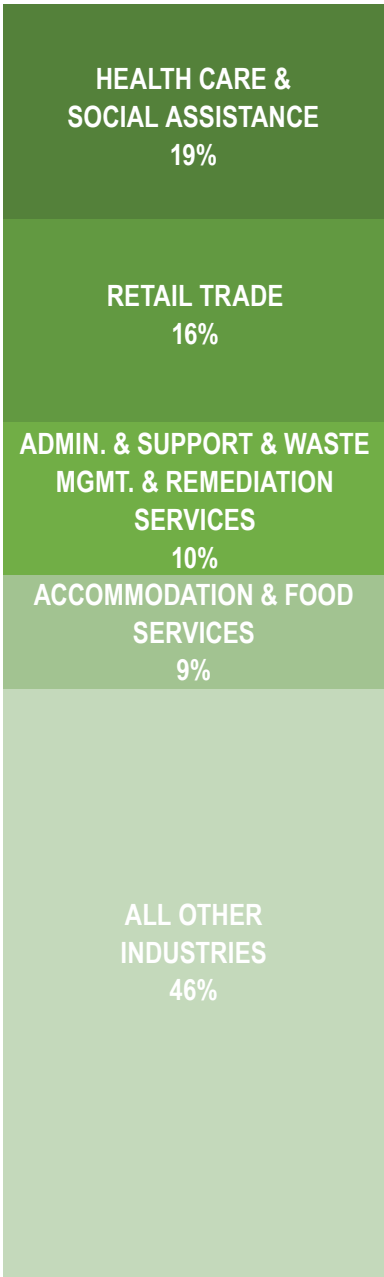 HEALTH CARE &
SOCIAL ASSISTANCE
19%
RETAIL TRADE
16%
ADMIN. & SUPPORT & WASTE
MGMT. & REMEDIATION
SERVICES
10%
ACCOMMODATION & FOOD
SERVICES
9%
ALL OTHER
INDUSTRIES
46%